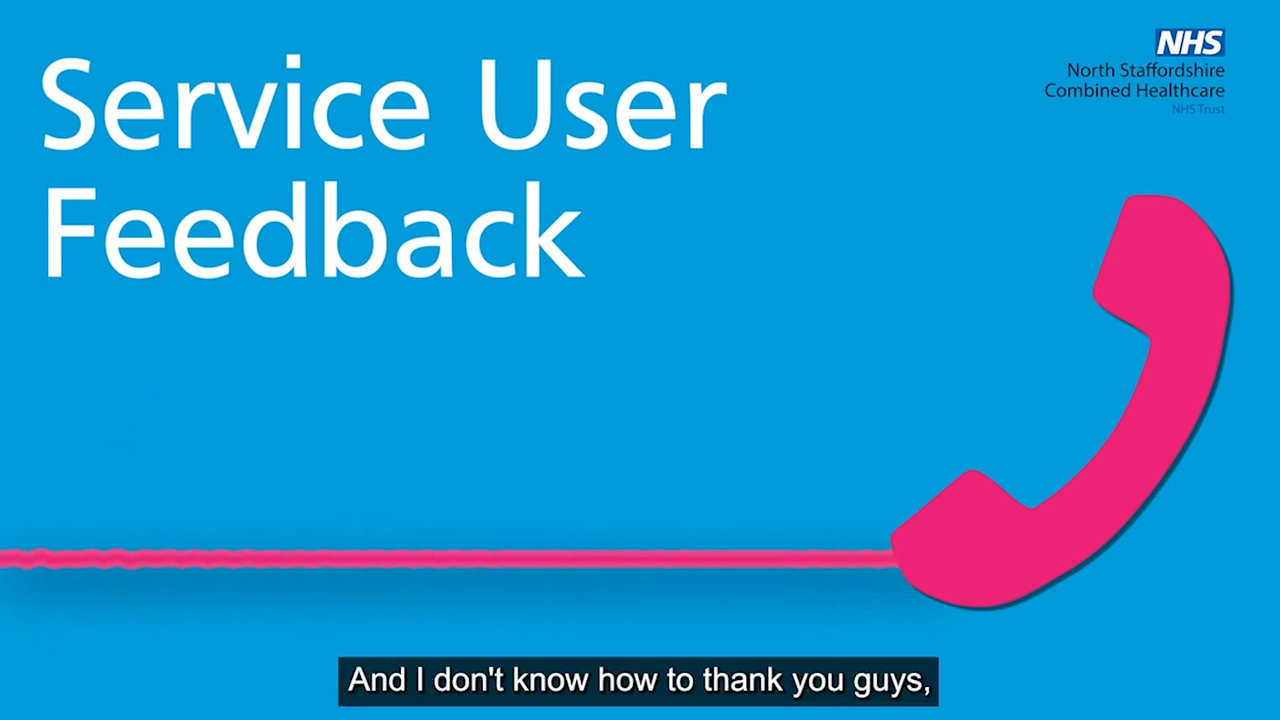 Service User
Feedback
NHS
North Staffordshire
Combined Healthcare
NHS Trust
And I don't know how to thank you guys,